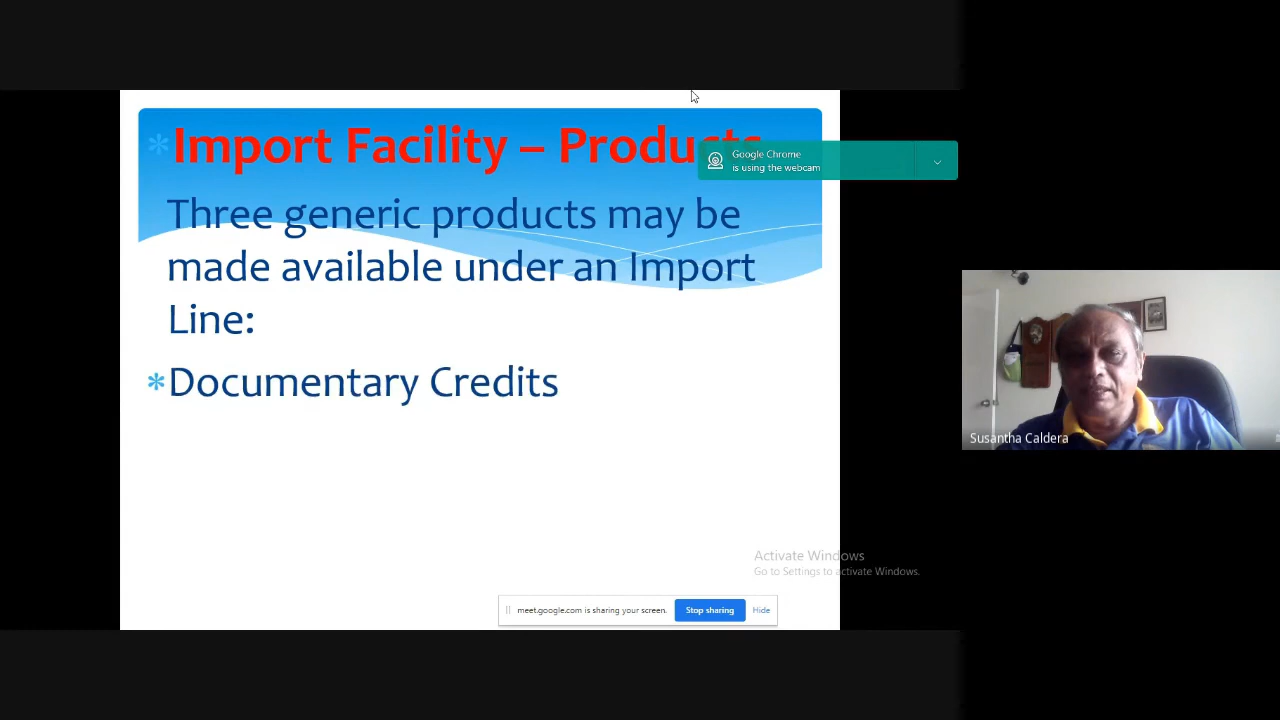 *Import Facility – Products
Google Chrome
is using the webcam
Three generic products may be
made available under an Import
Line:
*Documentary Credits
Susantha Caldera
Activate Windows
Go to Settings to activate Windows.
meet.google.com is sharing your screen.
Stop sharing
Hide